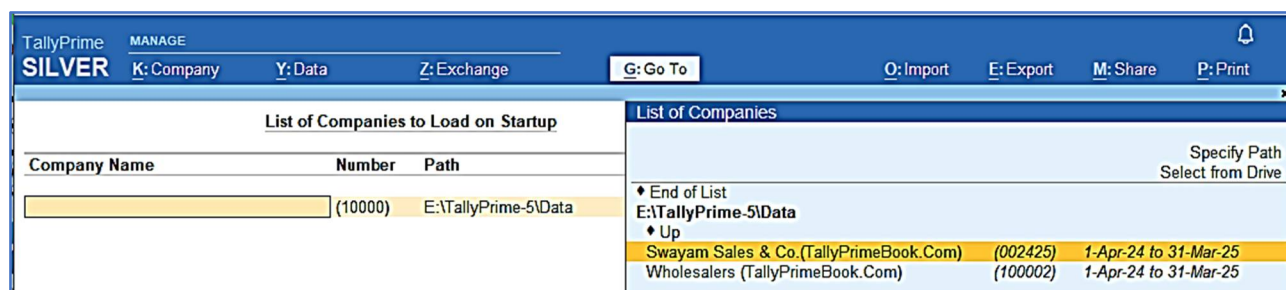 TallyPrime MANAGE
SILVER K: Company Y: Data Z: Exchange G: Go To O: Import E: Export M: Share P: Print
List of Companies to Load on Startup
Company Name Number Path
(10000) E:\TallyPrime-5\Data
List of Companies
Specify Path
Select from Drive
♦ End of List
E:\TallyPrime-5\Data
♦ Up
Swayam Sales & Co.(TallyPrimeBook.Com) (002425) 1-Apr-24 to 31-Mar-25
Wholesalers (TallyPrimeBook.Com) (100002) 1-Apr-24 to 31-Mar-25